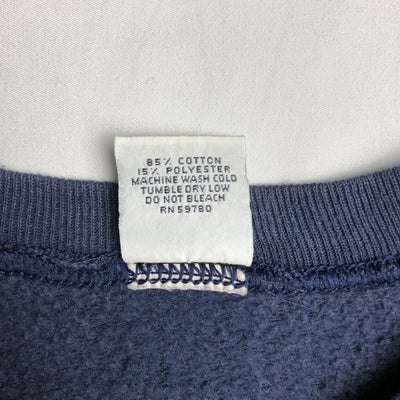 85% COTTON
15% POLYESTER
MACHINE WASH COLD
TUMBLE DRY LOW
DO NOT BLEACH
RN 59780